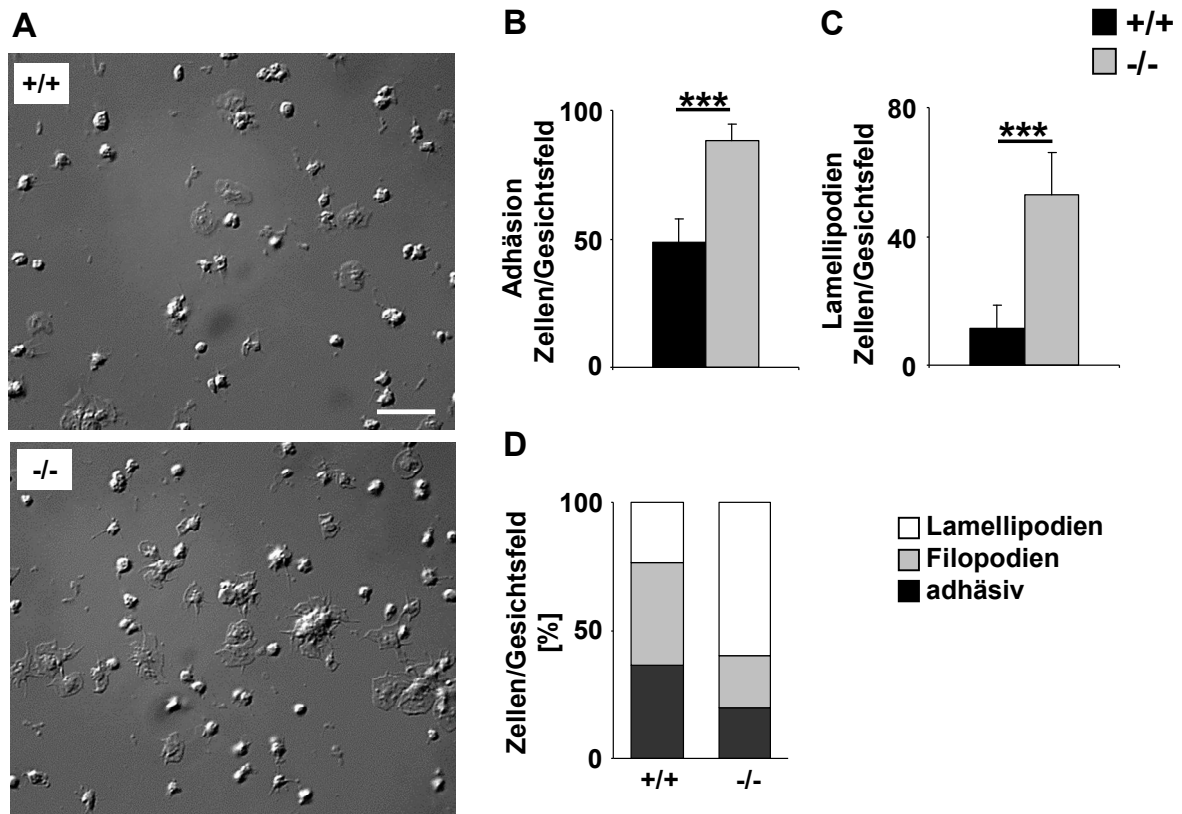 A
+/+
-/-
B
Adhäsion
Zellen/Gesichtsfeld
100
50
0
***
C
+/+
-/-
Lamellipodien
Zellen/Gesichtsfeld
80
40
0
***
D
Zellen/Gesichtsfeld
[%]
100
50
0
+/+
-/-
Lamellipodien
Filopodien
adhäsiv